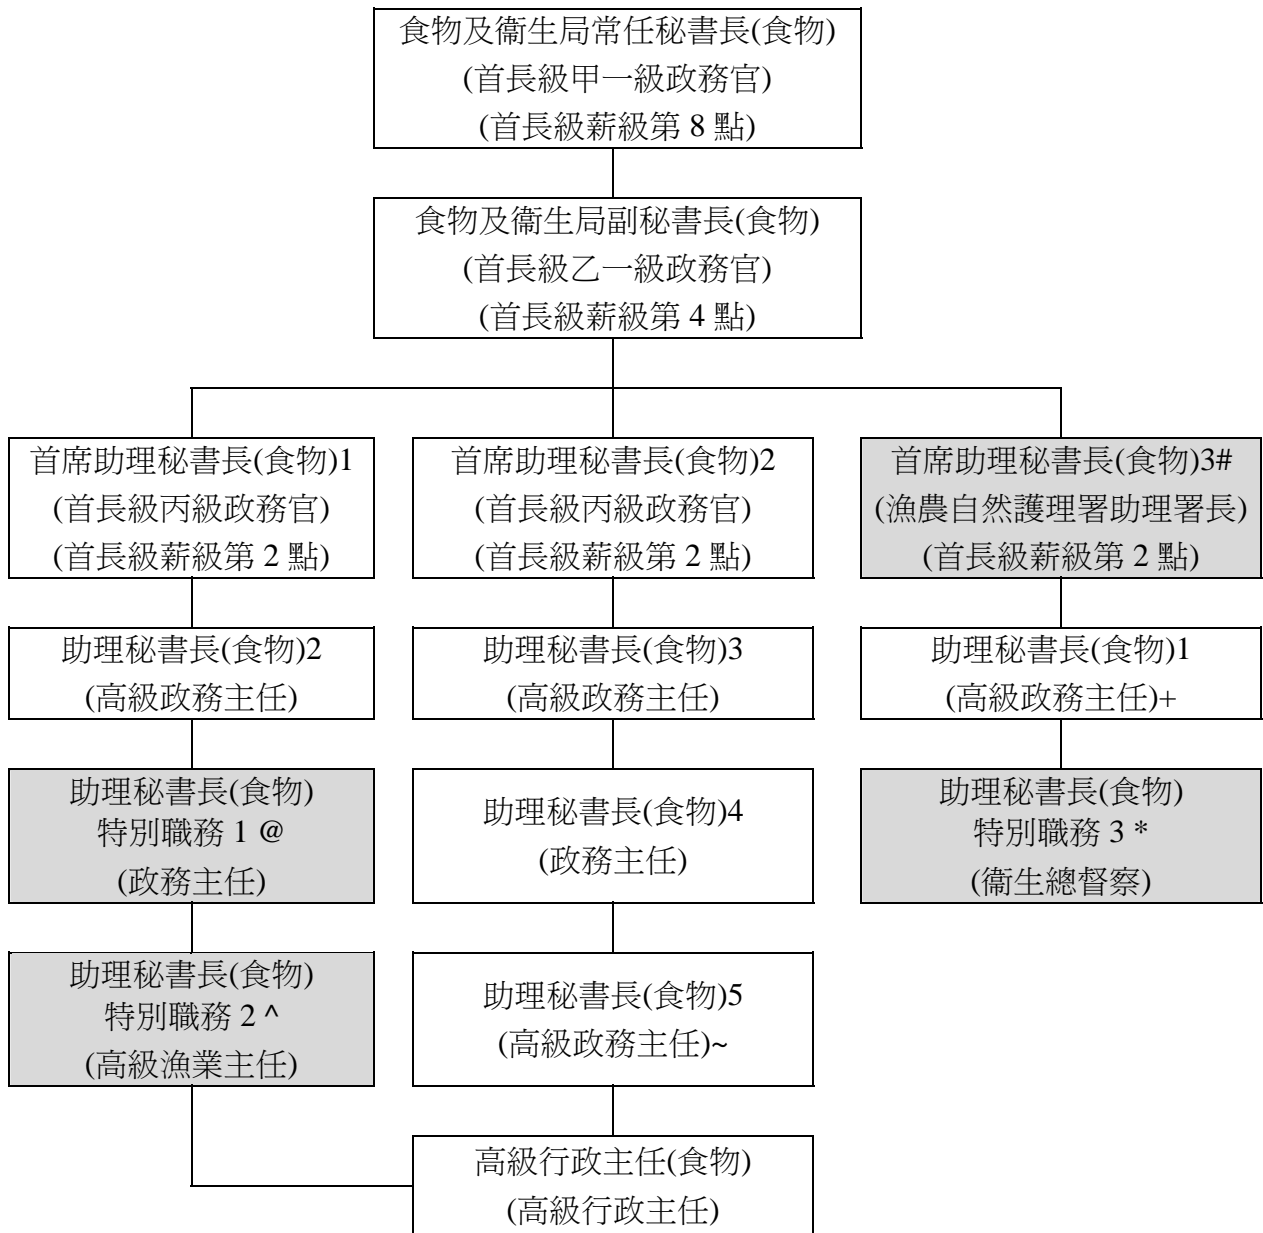 食物及衞生局常任秘書長(食物)
(首長級甲一級政務官)
(首長級薪級第 8 點)
食物及衞生局副秘書長(食物)
(首長級乙一級政務官)
(首長級薪級第 4 點)
首席助理秘書長(食物)1
(首長級丙級政務官)
(首長級薪級第 2 點)
首席助理秘書長(食物)2
(首長級丙級政務官)
(首長級薪級第 2 點)
首席助理秘書長(食物)3#
(漁農自然護理署助理署長)
(首長級薪級第 2 點)
助理秘書長(食物)2
(高級政務主任)
助理秘書長(食物)3
(高級政務主任)
助理秘書長(食物)1
(高級政務主任)+
助理秘書長(食物)
特別職務 1 @
(政務主任)
助理秘書長(食物)4
(政務主任)
助理秘書長(食物)
特別職務 3 *
(衞生總督察)
助理秘書長(食物)
特別職務 2 ^
(高級漁業主任)
助理秘書長(食物)5
(高級政務主任)~
高級行政主任(食物)
(高級行政主任)